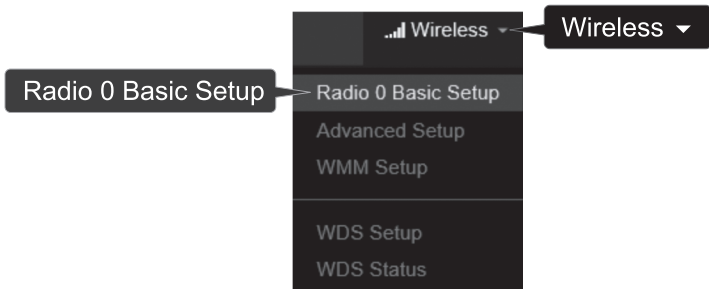 Wireless
Wireless
Radio 0 Basic Setup
Radio 0 Basic Setup
Advanced Setup
WMM Setup
WDS Setup
WDS Status